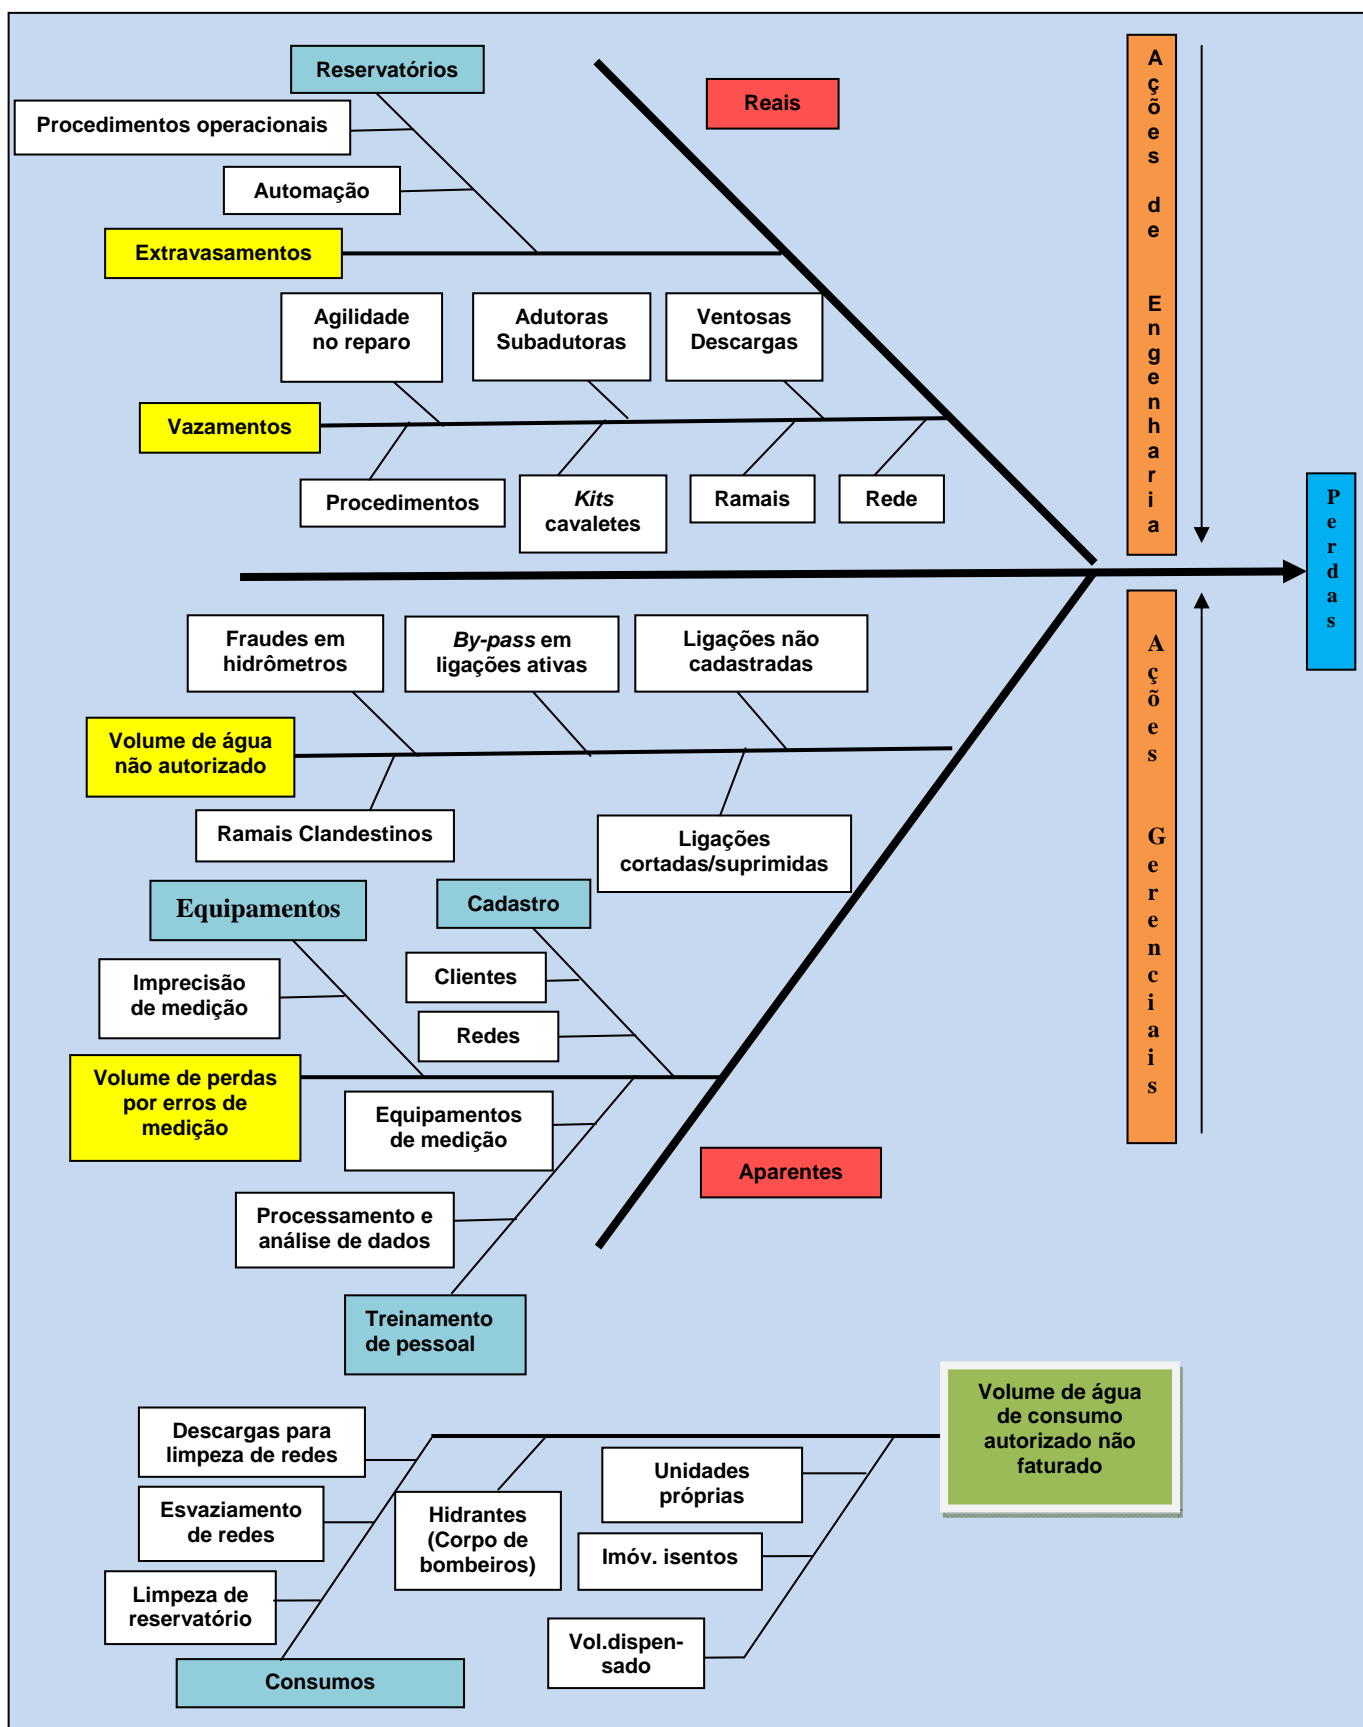 Reservatórios
Reais
Procedimentos operacionais
Automação
Extravasamentos
Agilidade
no reparo
Adutoras
Subadutoras
Ventosas
Descargas
Vazamentos
Procedimentos
Kits
cavaletes
Ramais
Rede
Ações de Engenharia
Perdas
Fraudes em
hidrômetros
By-pass em
ligações ativas
Ligações não
cadastradas
Volume de água
não autorizado
Ramais Clandestinos
Ligações
cortadas/suprimidas
Ações Gerenciais
Equipamentos
Cadastro
Imprecisão
de medição
Clientes
Redes
Volume de perdas
por erros de
medição
Equipamentos
de medição
Aparentes
Processamento e
análise de dados
Treinamento
de pessoal
Volume de água
de consumo
autorizado não
faturado
Descargas para
limpeza de redes
Esvaziamento
de redes
Hidrantes
(Corpo de
bombeiros)
Unidades
próprias
Imóv. isentos
Limpeza de
reservatório
Vol.dispen-
sado
Consumos